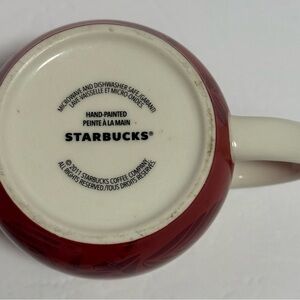 MICROWAVE AND DISHWASHER SAFE/GARANTI
LAVE-VAISSELLE ET MICRO-ONDES.
HAND-PAINTED
PEINTE À LA MAIN
STARBUCKS®
©2011 STARBUCKS COFFEE COMPANY.
ALL RIGHTS RESERVED/TOUS DROITS RÉSERVÉS.